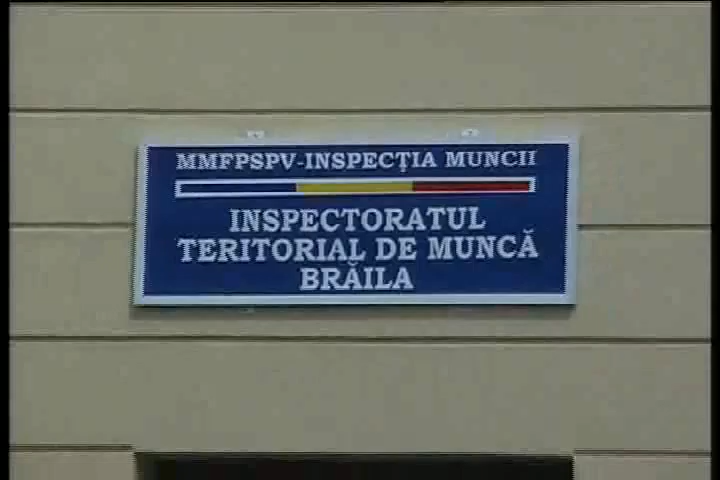 MMFPSPV-INSPECȚIA MUNCII
INSPECTORATUL
TERITORIAL DE MUNCĂ
BRĂILA